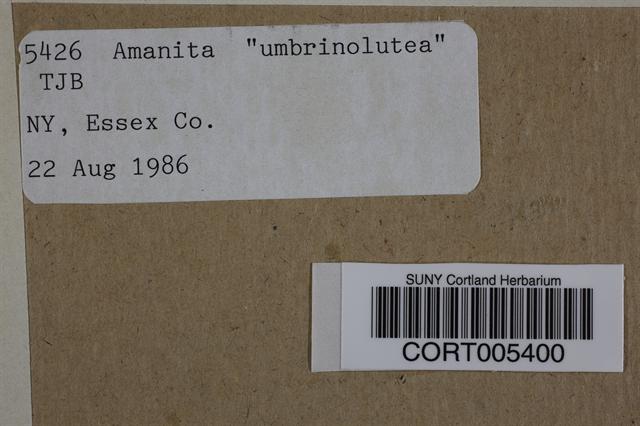 5426 Amanita "umbrinolutea"
TJB
NY, Essex Co.
22 Aug 1986
SUNY Cortland Herbarium
CORT005400